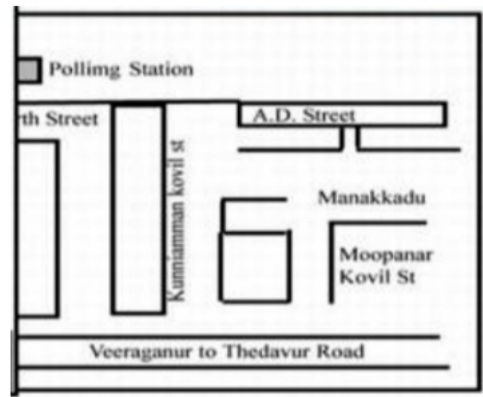 Pollimg Station
rth Street
A.D. Street
Kunniamman kovil st
Manakkadu
Moopanar
Kovil St
Veeraganur to Thedavur Road